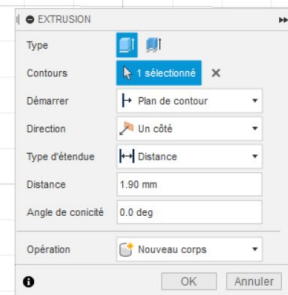 EXTRUSION
Type
Contours 1 sélectionné
Démarrer Plan de contour
Direction Un côté
Type d'étendue Distance
Distance 1.90 mm
Angle de conicité 0.0 deg
Opération Nouveau corps
OK Annuler